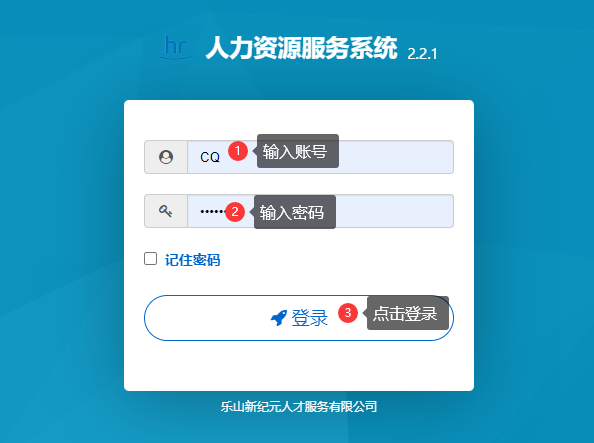 hr 人力资源服务系统 2.2.1
CQ 1 输入账号
•••••• 2 输入密码
记住密码
登录 3 点击登录
乐山新纪元人才服务有限公司